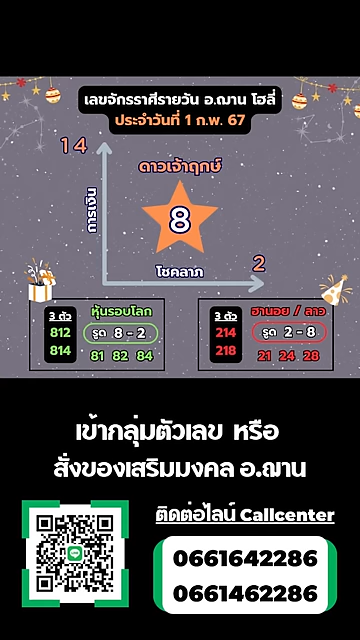 เลขจักรราศีรายวัน อ.ฌาน โฮลี่
ประจำวันที่ 1 ก.พ. 67
14
ดาวเจ้าฤกษ์
การเงิน
8
โชคลาภ
2
3 ตัว
812
814
หุ้นรอบโลก
รูด 8 - 2
81 82 84
3 ตัว
214
218
ฮานอย / ลาว
รูด 2 - 8
21 24 28
เข้ากลุ่มตัวเลข หรือ
สั่งของเสริมมงคล อ.ฌาน
ติดต่อไลน์ Callcenter
0661642286
0661462286